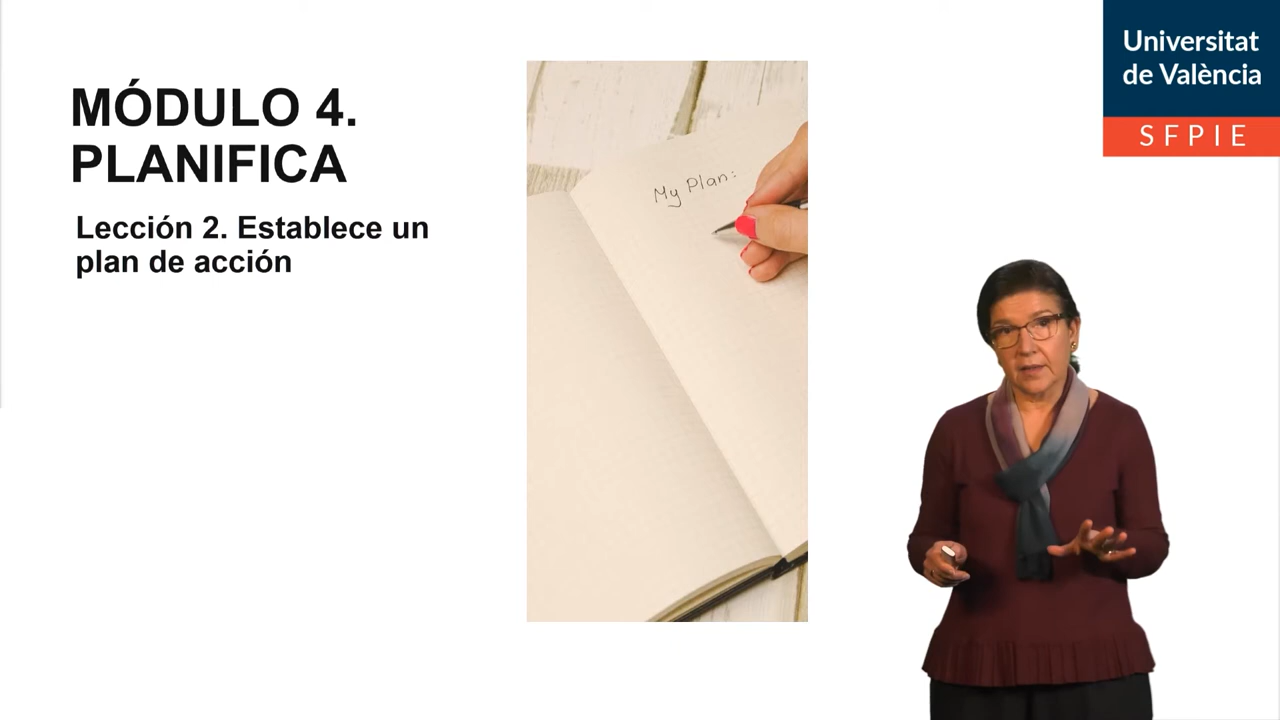 MÓDULO 4.
PLANIFICA
Lección 2. Establece un
plan de acción
My Plan:
Universitat
de València
SFPIE